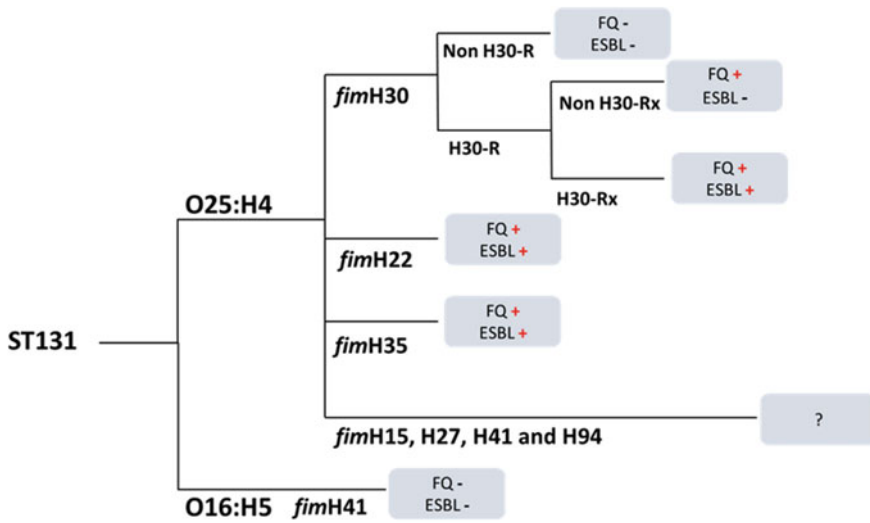 FQ -
ESBL -
Non H30-R
FQ +
ESBL -
fimH30
Non H30-Rx
H30-R
FQ +
ESBL +
H30-Rx
O25:H4
FQ +
ESBL +
fimH22
FQ +
ESBL +
ST131
fimH35
?
fimH15, H27, H41 and H94
FQ -
ESBL -
O16:H5 fimH41